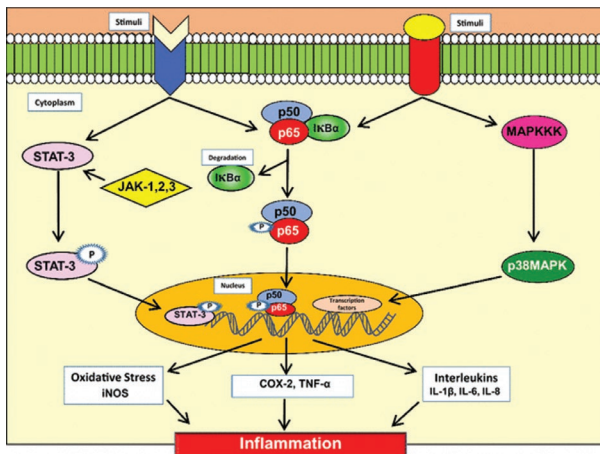 Stimuli
Stimuli
Cytoplasm
p50
p65
IκBα
MAPKKK
STAT-3
Degradation
IκBα
JAK-1,2,3
p50
P
p65
P
STAT-3
p38MAPK
Nucleus
P
STAT-3
p50
P
p65
Transcription
factors
Oxidative Stress
iNOS
COX-2, TNF-α
Interleukins
IL-1β, IL-6, IL-8
Inflammation